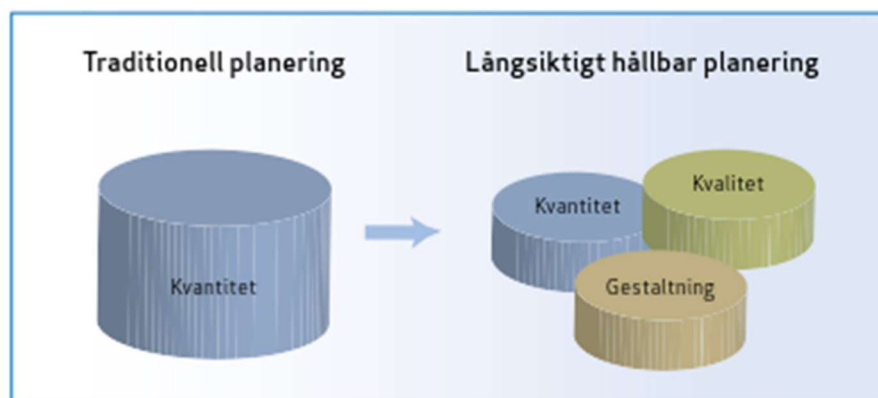 Traditionell planering
Långsiktigt hållbar planering
Kvantitet
Kvantitet
Kvalitet
Gestaltning